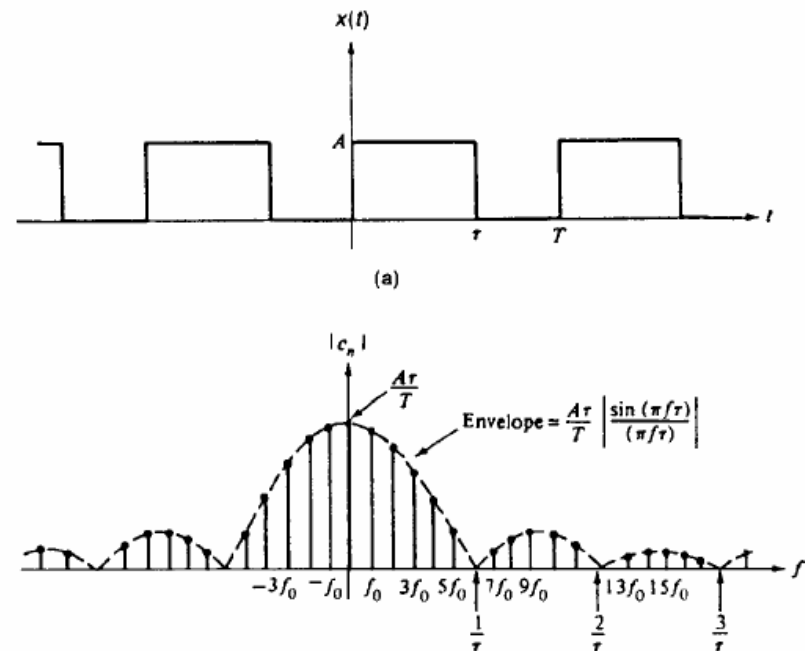 x(t)
A
τ
T
t
(a)
|cₙ|
Aτ/T
Envelope = Aτ/T |sin (πfτ)/(πfτ)|
-3f₀ -f₀ f₀ 3f₀ 5f₀ 7f₀ 9f₀ 13f₀ 15f₀ f
1/τ 2/τ 3/τ